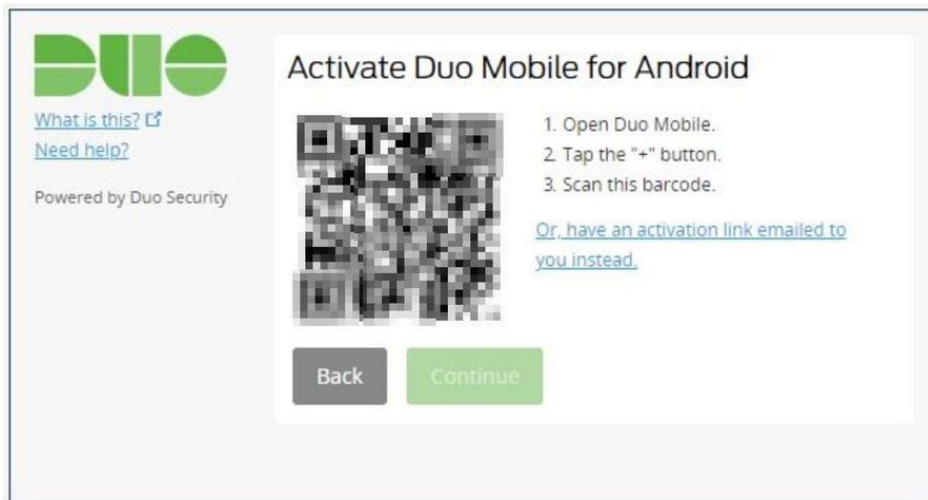 DUO
What is this?
Need help?
Powered by Duo Security
Activate Duo Mobile for Android
1. Open Duo Mobile.
2. Tap the "+" button.
3. Scan this barcode.
Or, have an activation link emailed to
you instead.
Back
Continue